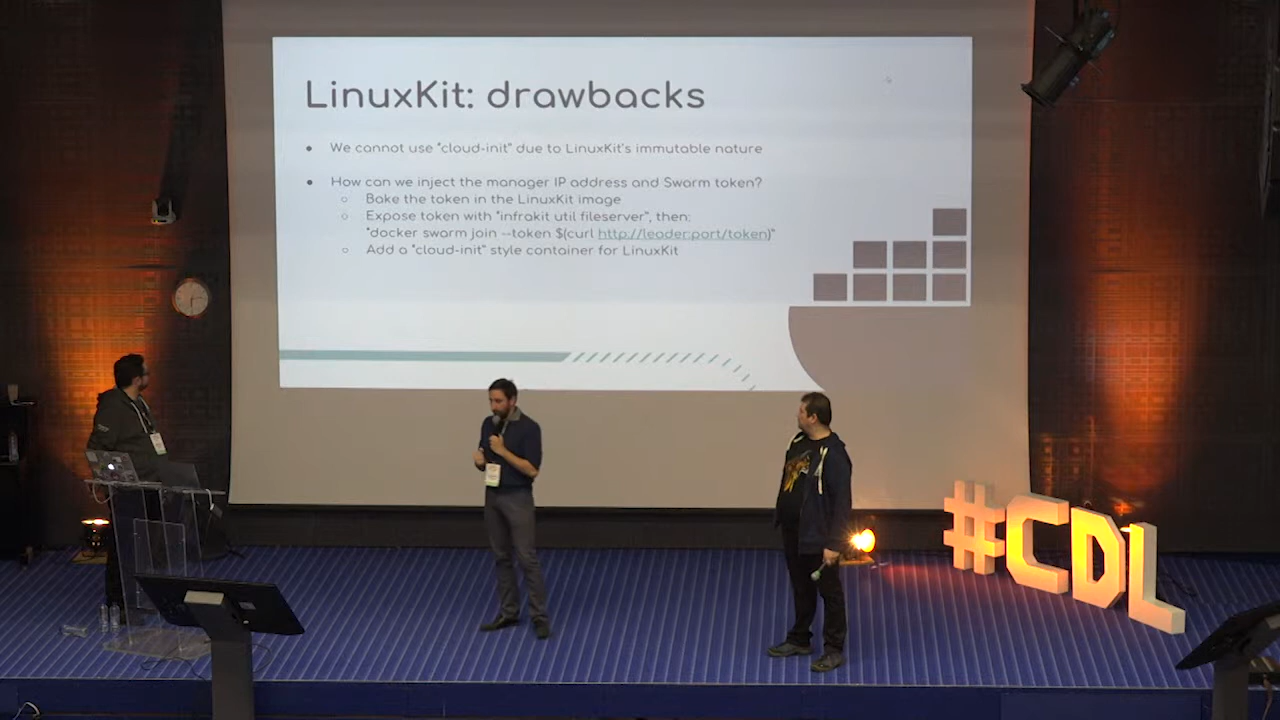 LinuxKit: drawbacks
● We cannot use "cloud-init" due to LinuxKit's immutable nature
● How can we inject the manager IP address and Swarm token?
○ Bake the token in the LinuxKit image
○ Expose token with "infrakit util fileserver", then:
"docker swarm join --token $(curl http://leader:port/token)"
○ Add a "cloud-init" style container for LinuxKit
#CDL